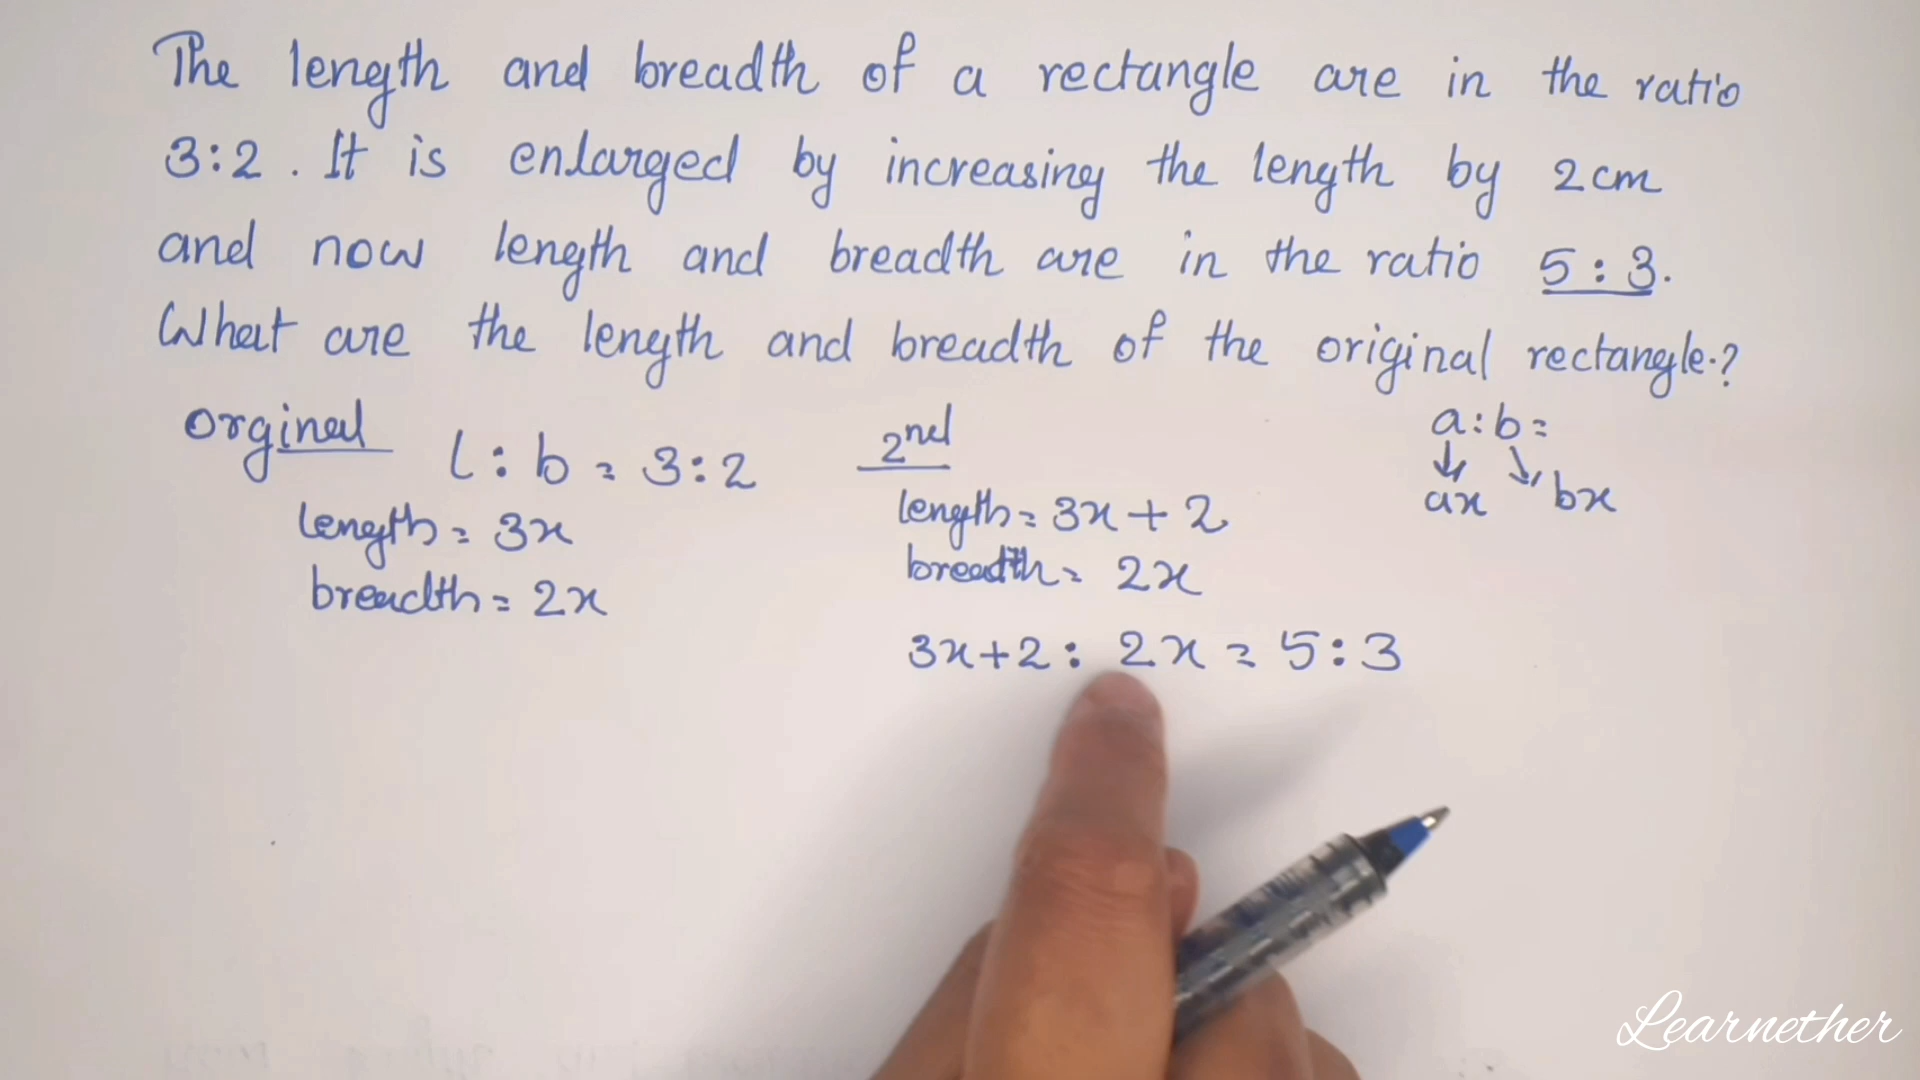 The length and breadth of a rectangle are in the ratio
3:2. It is enlarged by increasing the length by 2cm
and now length and breadth are in the ratio 5:3.
What are the length and breadth of the original rectangle.?
Orginal l : b = 3:2
length = 3x
breadth = 2x
2nd
length = 3x + 2
breadth = 2x
3x+2 : 2x = 5:3
a : b =
ax bx
Learnether